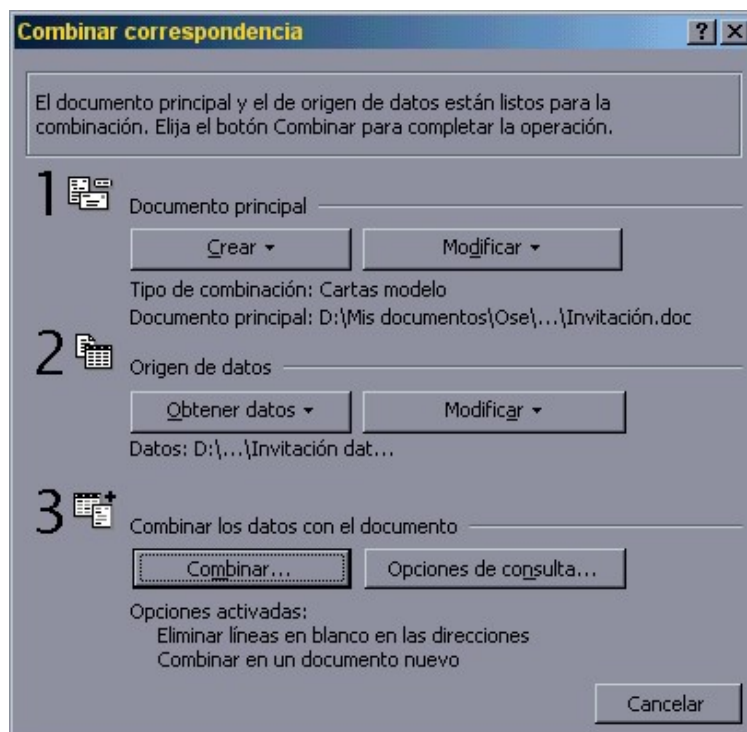 Combinar correspondencia
El documento principal y el de origen de datos están listos para la
combinación. Elija el botón Combinar para completar la operación.
1
Documento principal
Crear
Modificar
Tipo de combinación: Cartas modelo
Documento principal: D:\Mis documentos\Ose\...\Invitación.doc
2
Origen de datos
Obtener datos
Modificar
Datos: D:\...\Invitación dat...
3
Combinar los datos con el documento
Combinar...
Opciones de consulta...
Opciones activadas:
Eliminar líneas en blanco en las direcciones
Combinar en un documento nuevo
Cancelar